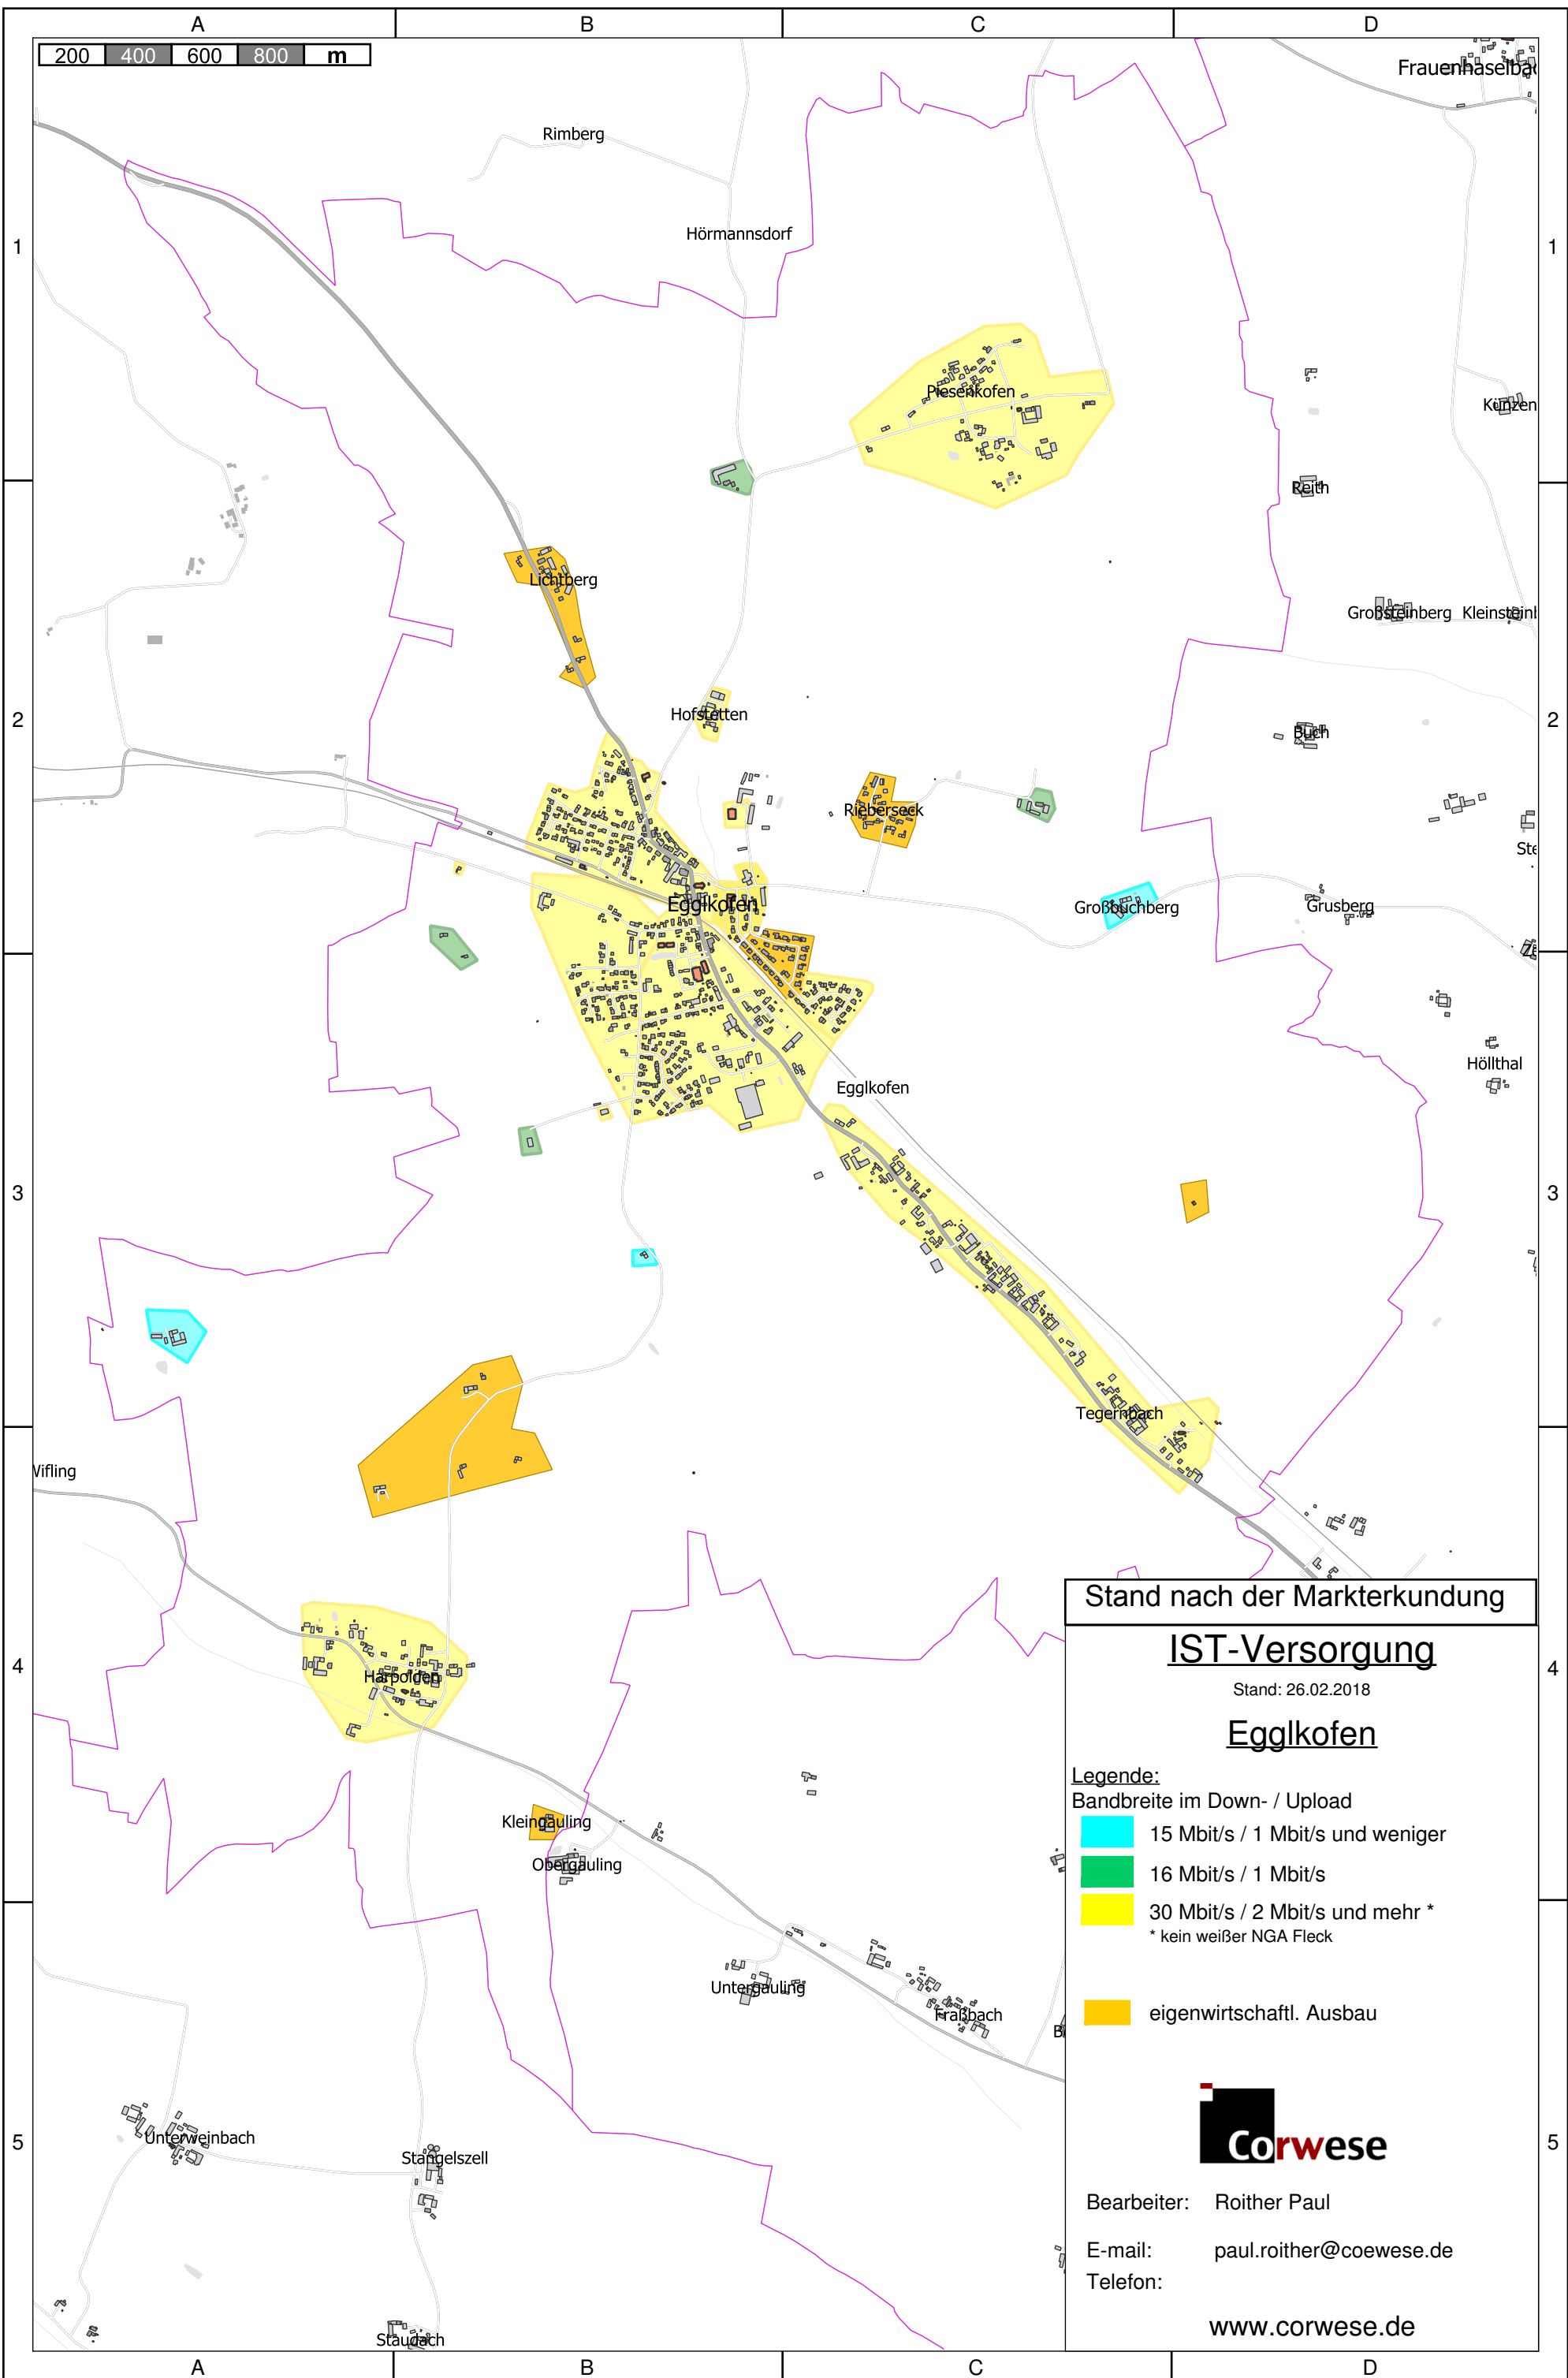 A B C D
200 400 600 800 m
Frauenhaselbac
Rimberg
1 Hörmannsdorf 1
Piesenkofen
Künzen
Reith
Lichtberg
Großsteinberg Kleinsteinl
2 Hofstetten 2
Buch
Rieberseck
Ste
Egglkofen
Großbuchberg
Grusberg
Höllthal
Egglkofen
3 3
Tegernbach
Wifling
Stand nach der Markterkundung
IST-Versorgung
4 Harpolden 4
Stand: 26.02.2018
Egglkofen
Legende:
Bandbreite im Down- / Upload
Kleingauling
15 Mbit/s / 1 Mbit/s und weniger
Obergauling
16 Mbit/s / 1 Mbit/s
30 Mbit/s / 2 Mbit/s und mehr *
* kein weißer NGA Fleck
Untergauling
Fraßbach
eigenwirtschaftl. Ausbau
B
5 Unterweinbach 5
Corwese
Stangelszell
Bearbeiter: Roither Paul
E-mail: paul.roither@coewese.de
Telefon:
www.corwese.de
Staudach
A B C D